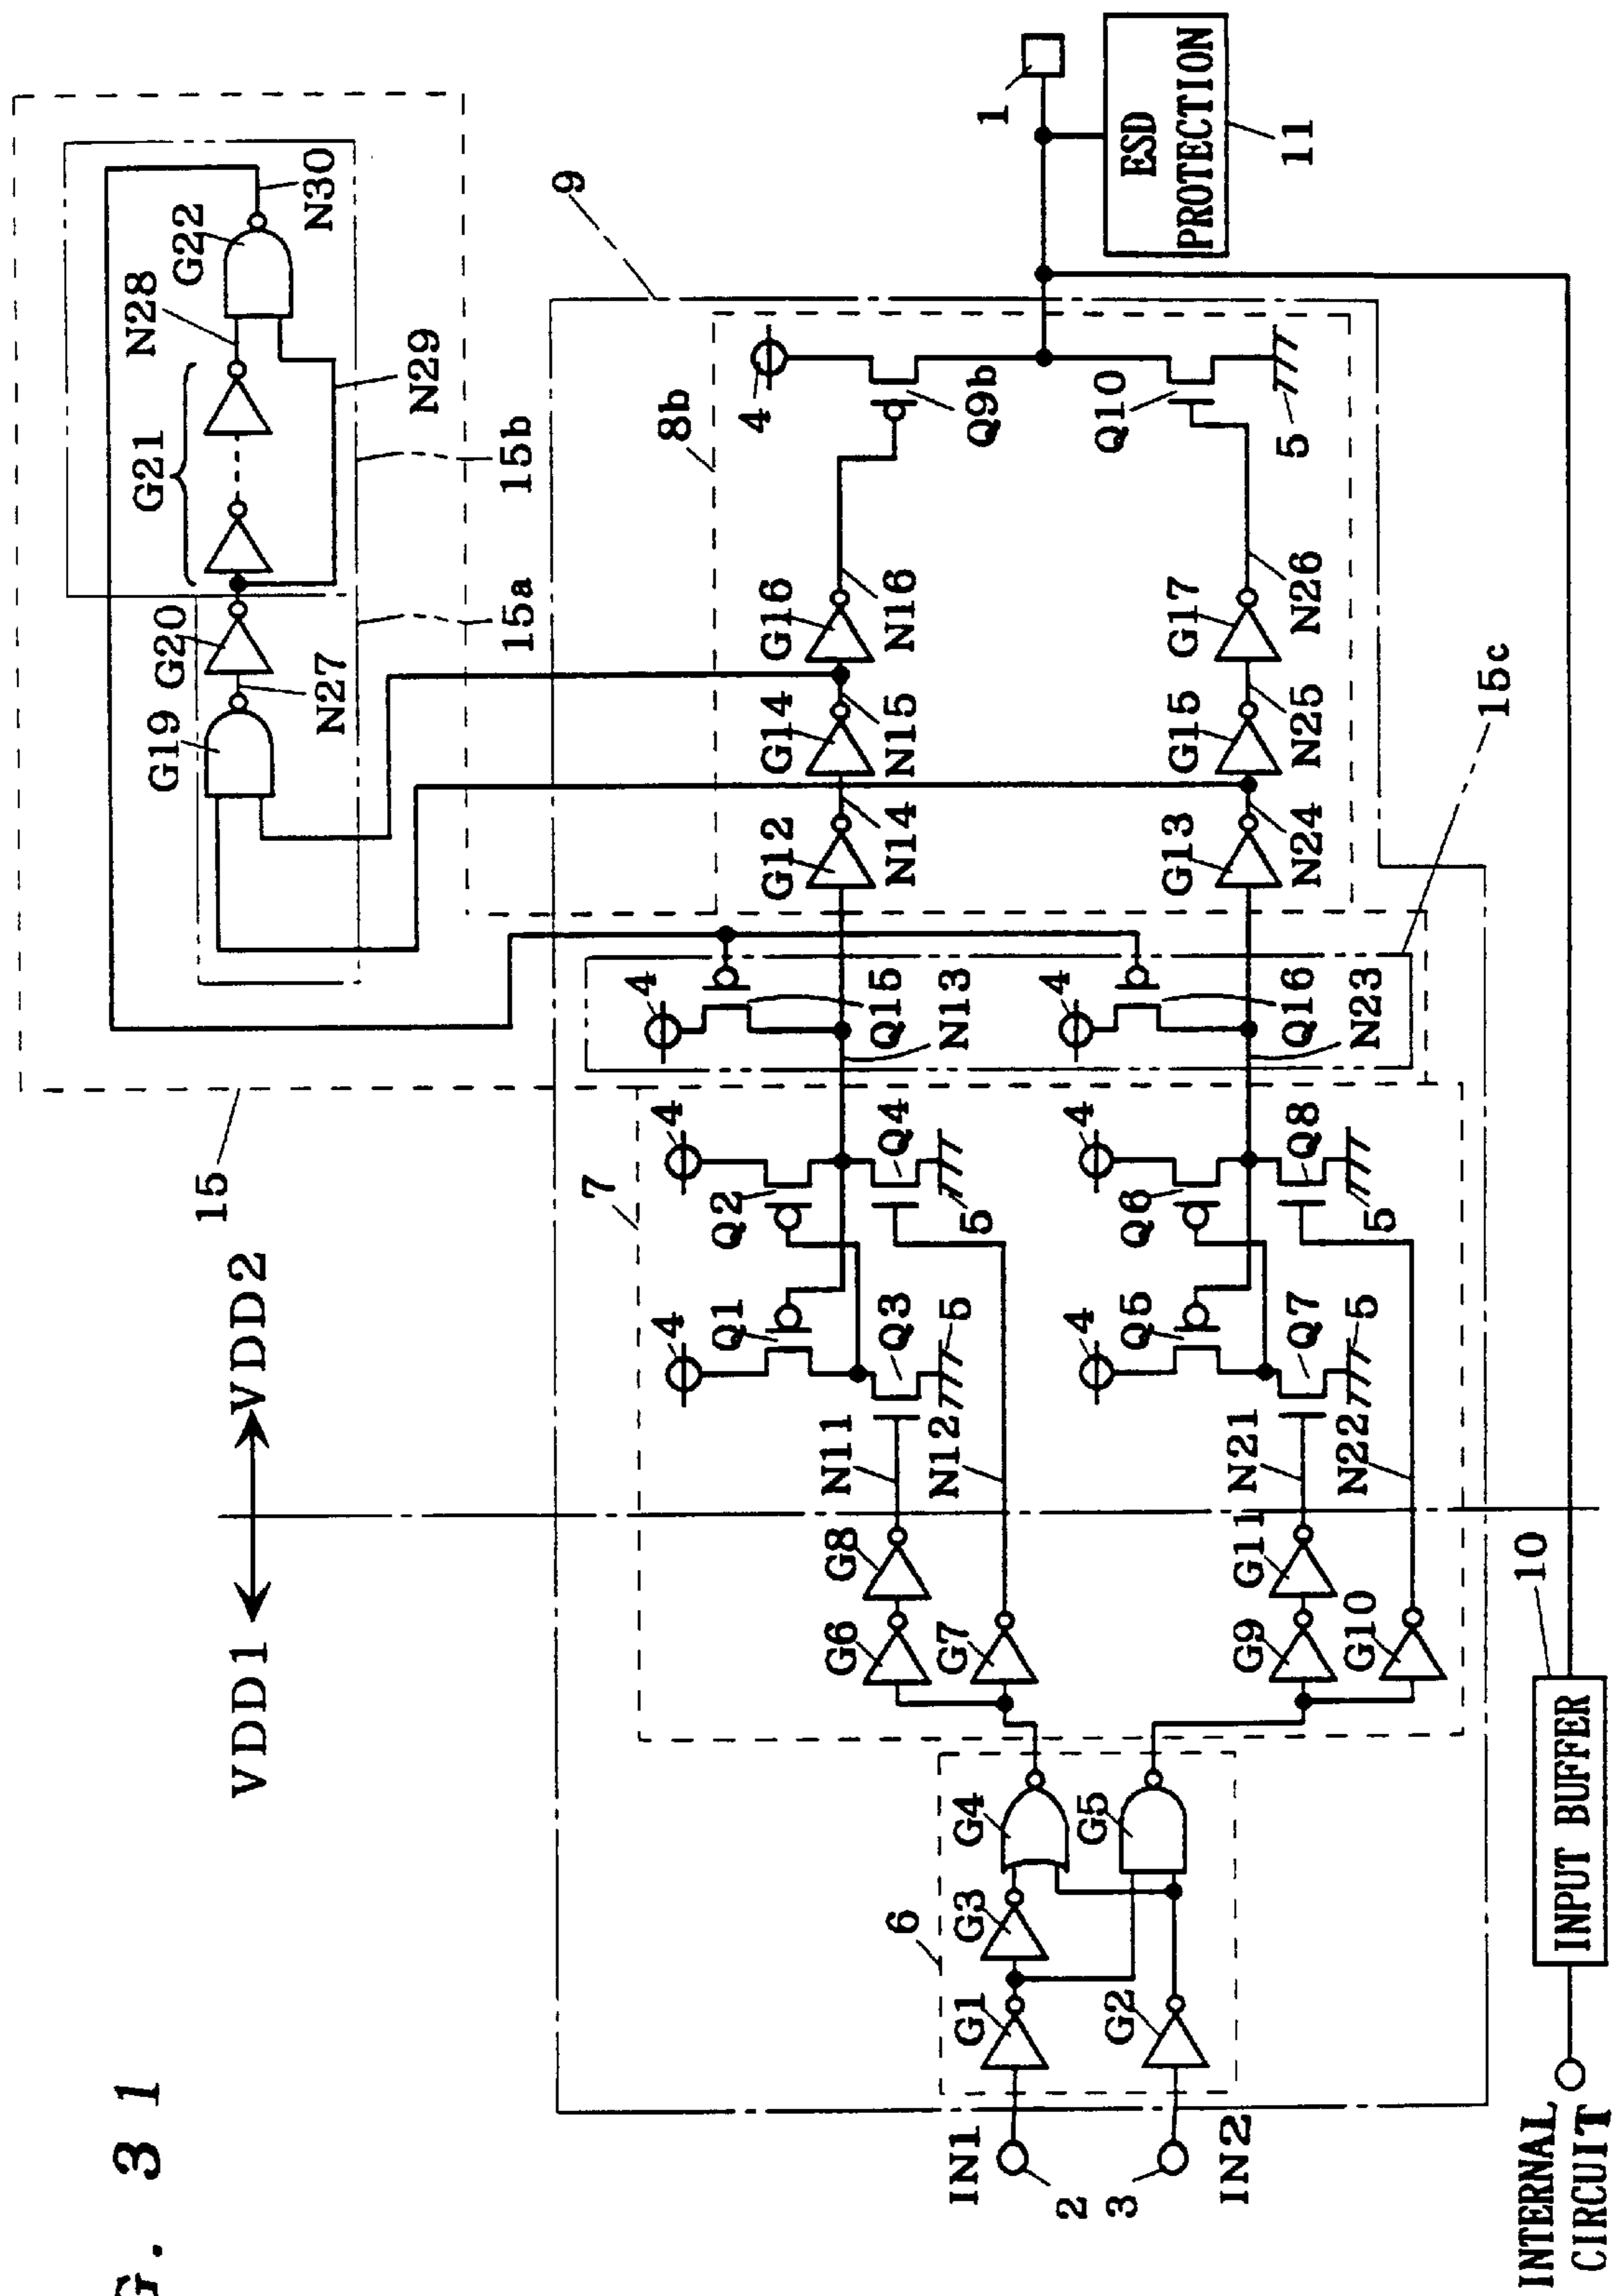 G. 31
VDD1
VDD2
15
G19
N27
G20
15a
G21
N28
G22
N30
N29
15b
9
1
ESD
PROTECTION
11
7
8b
4
Q1
4
Q2
4
Q15
N13
G12
N14
G14
N15
G16
N16
4
Q9b
Q10
5
N11
Q3
5
Q4
5
G6
G8
G7
N12
4
Q5
4
Q6
4
Q16
N23
G13
N24
G15
N25
G17
N26
15c
N21
Q7
5
Q8
5
G9
G11
G10
N22
6
G1
G3
G4
G2
G5
IN1
2
3
IN2
10
INPUT BUFFER
INTERNAL
CIRCUIT